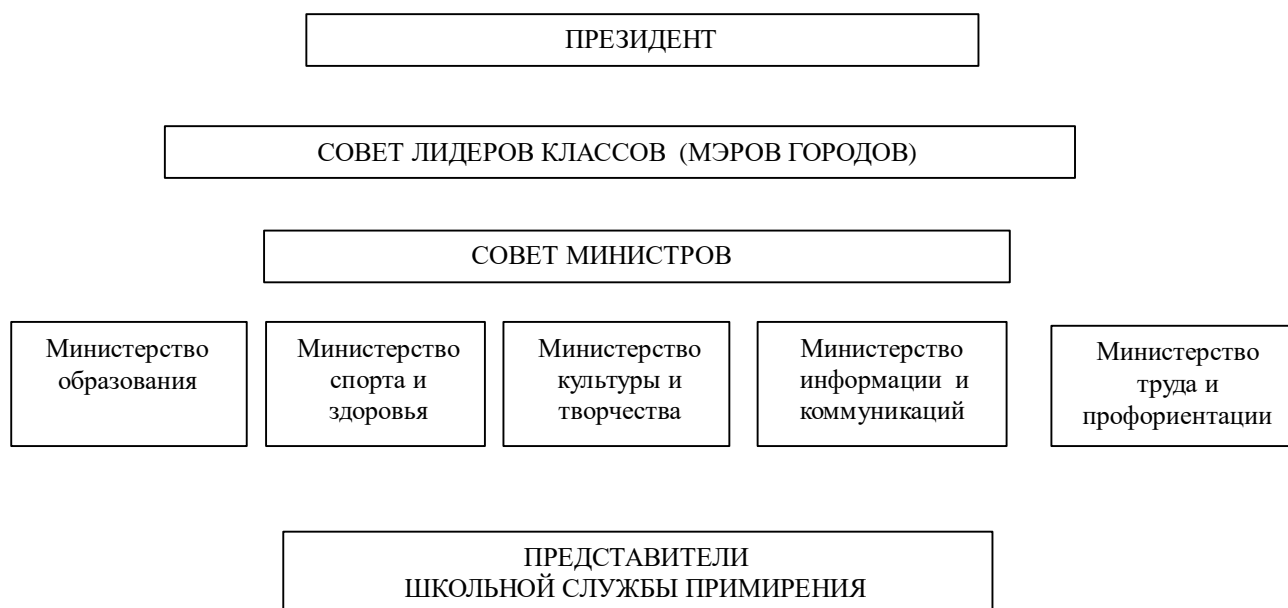 ПРЕЗИДЕНТ
СОВЕТ ЛИДЕРОВ КЛАССОВ (МЭРОВ ГОРОДОВ)
СОВЕТ МИНИСТРОВ
Министерство
образования
Министерство
спорта и
здоровья
Министерство
культуры и
творчества
Министерство
информации и
коммуникаций
Министерство
труда и
профориентации
ПРЕДСТАВИТЕЛИ
ШКОЛЬНОЙ СЛУЖБЫ ПРИМИРЕНИЯ